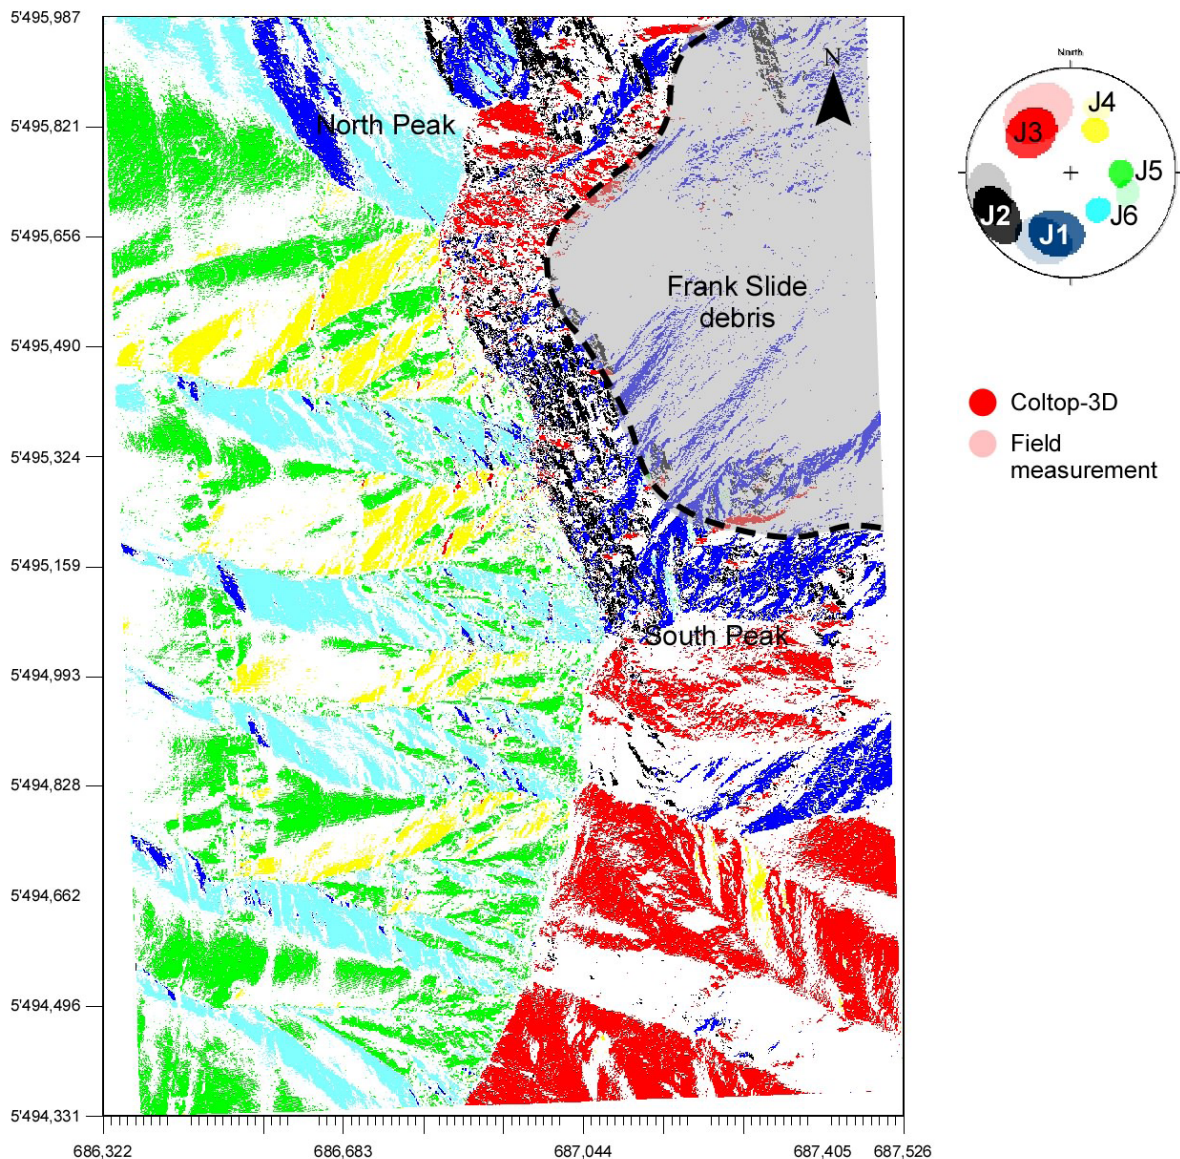 5'495,987
5'495,821
5'495,656
5'495,490
5'495,324
5'495,159
5'494,993
5'494,828
5'494,662
5'494,496
5'494,331
686,322
686,683
687,044
687,405
687,526
North Peak
N
Frank Slide
debris
South Peak
North
J4
J3
J5
J2
J6
J1
Coltop-3D
Field
measurement